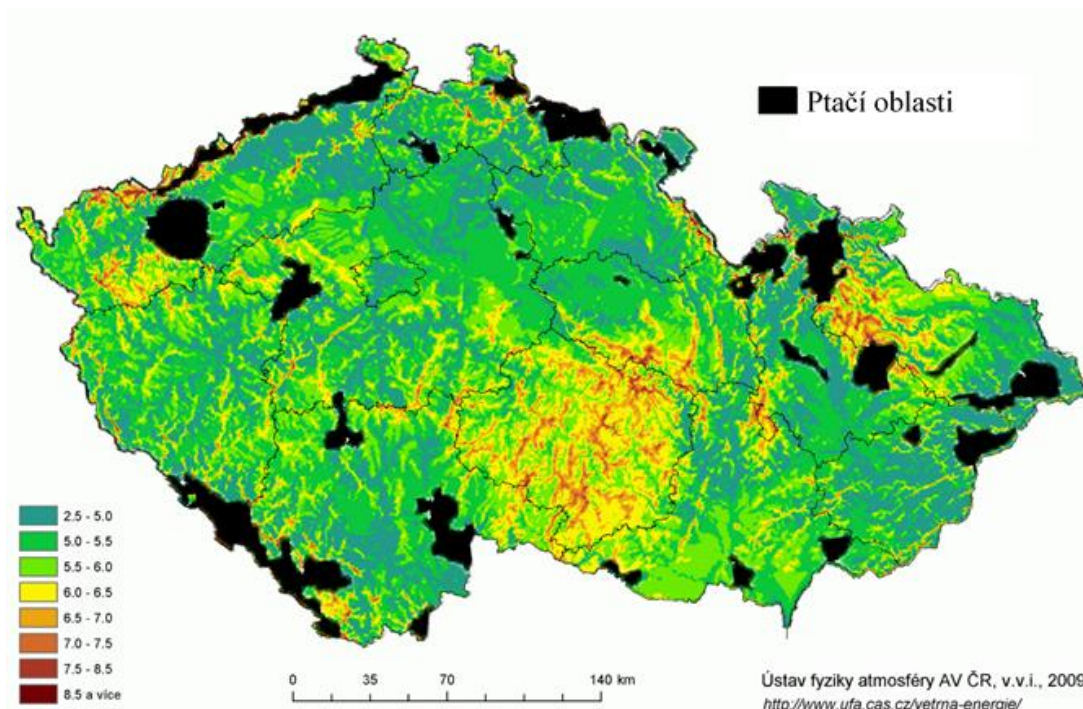 Ptačí oblasti
2.5 - 5.0
5.0 - 5.5
5.5 - 6.0
6.0 - 6.5
6.5 - 7.0
7.0 - 7.5
7.5 - 8.5
8.5 a více
0 35 70 140 km
Ústav fyziky atmosféry AV ČR, v.v.i., 2009
http://www.ufa.cas.cz/vetrna-energie/